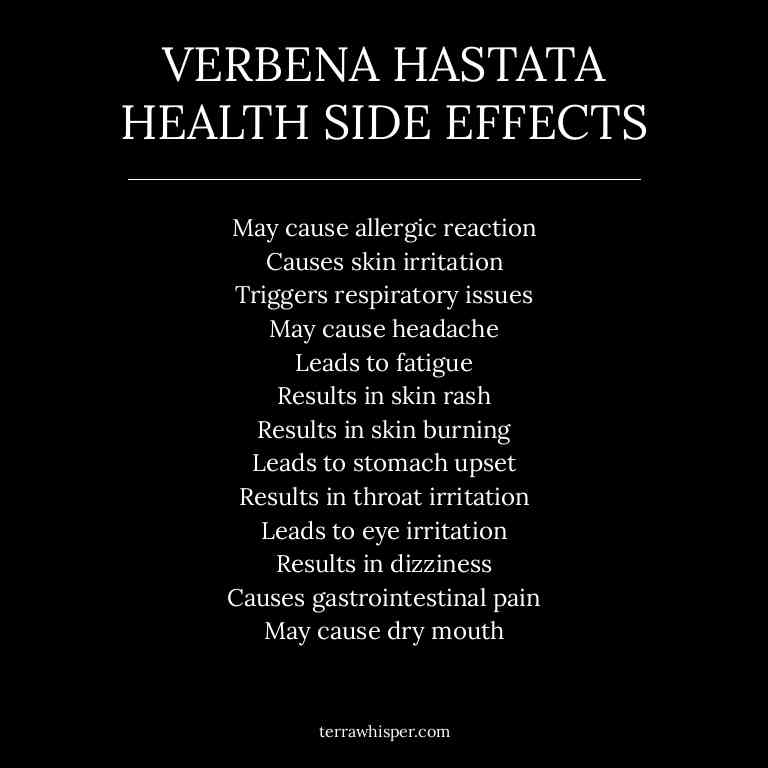 VERBENA HASTATA
HEALTH SIDE EFFECTS
May cause allergic reaction
Causes skin irritation
Triggers respiratory issues
May cause headache
Leads to fatigue
Results in skin rash
Results in skin burning
Leads to stomach upset
Results in throat irritation
Leads to eye irritation
Results in dizziness
Causes gastrointestinal pain
May cause dry mouth
terrawhisper.com